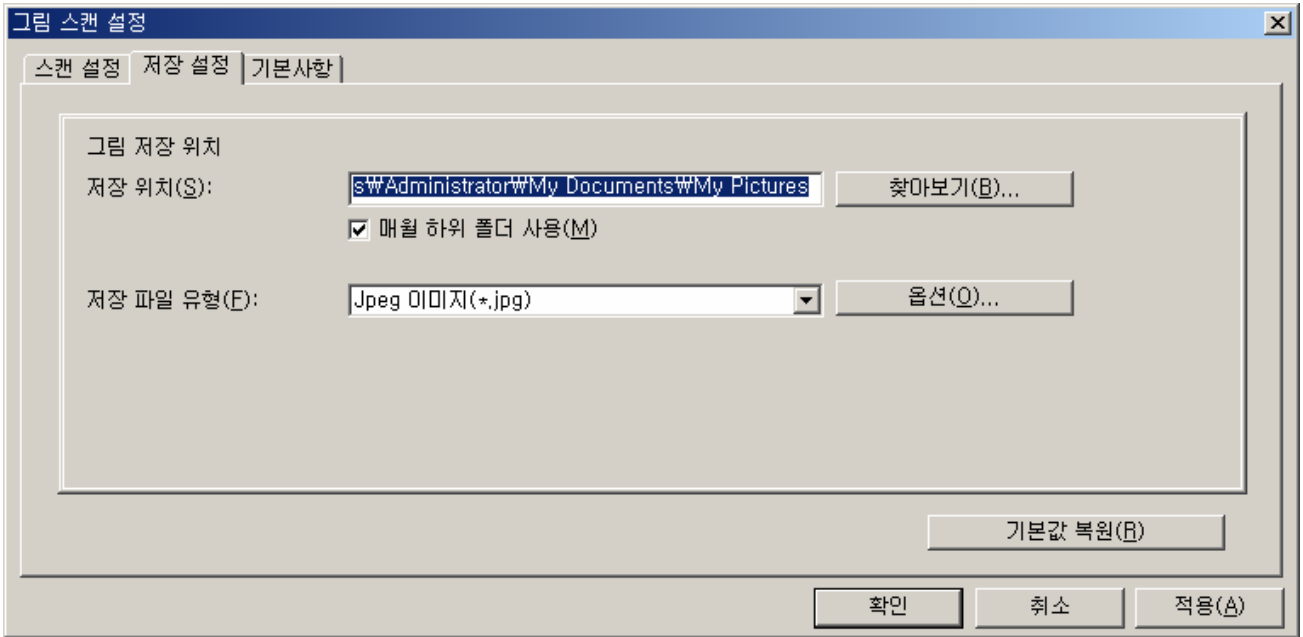 그림 스캔 설정
스캔 설정 저장 설정 기본사항
그림 저장 위치
저장 위치(S): s₩Administrator₩My Documents₩My Pictures 찾아보기(B)...
매월 하위 폴더 사용(M)
저장 파일 유형(F): Jpeg 이미지(*.jpg) 옵션(O)...
기본값 복원(R)
확인 취소 적용(A)